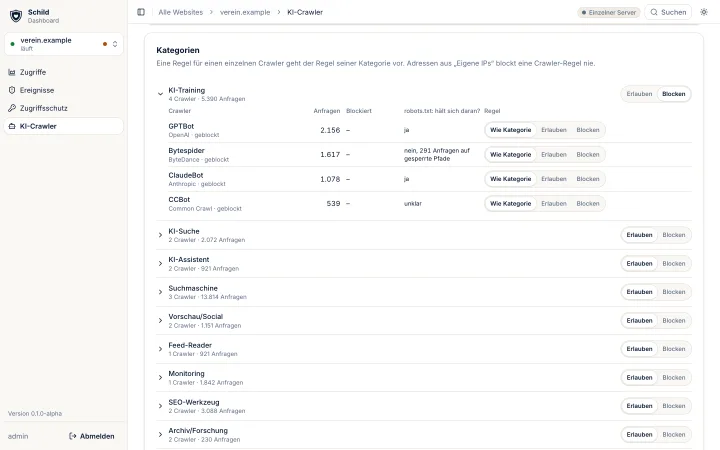 Schild
Dashboard
verein.example
läuft
Zugriffe
Ereignisse
Zugriffsschutz
KI-Crawler
Version 0.1.0-alpha
admin
Abmelden
Alle Websites
verein.example
KI-Crawler
Einzelner Server
Suchen
Kategorien
Eine Regel für einen einzelnen Crawler geht der Regel seiner Kategorie vor. Adressen aus „Eigene IPs“ blockt eine Crawler-Regel nie.
KI-Training
4 Crawler · 5.390 Anfragen
Erlauben Blocken
Crawler Anfragen Blockiert robots.txt: hält sich daran? Regel
GPTBot
OpenAI · geblockt
2.156 – ja Wie Kategorie Erlauben Blocken
Bytespider
ByteDance · geblockt
1.617 – nein, 291 Anfragen auf
gesperrte Pfade
Wie Kategorie Erlauben Blocken
ClaudeBot
Anthropic · geblockt
1.078 – ja Wie Kategorie Erlauben Blocken
CCBot
Common Crawl · geblockt
539 – unklar Wie Kategorie Erlauben Blocken
KI-Suche
2 Crawler · 2.072 Anfragen
Erlauben Blocken
KI-Assistent
2 Crawler · 921 Anfragen
Erlauben Blocken
Suchmaschine
3 Crawler · 13.814 Anfragen
Erlauben Blocken
Vorschau/Social
2 Crawler · 1.151 Anfragen
Erlauben Blocken
Feed-Reader
1 Crawler · 921 Anfragen
Erlauben Blocken
Monitoring
1 Crawler · 1.842 Anfragen
Erlauben Blocken
SEO-Werkzeug
2 Crawler · 3.088 Anfragen
Erlauben Blocken
Archiv/Forschung
2 Crawler · 230 Anfragen
Erlauben Blocken